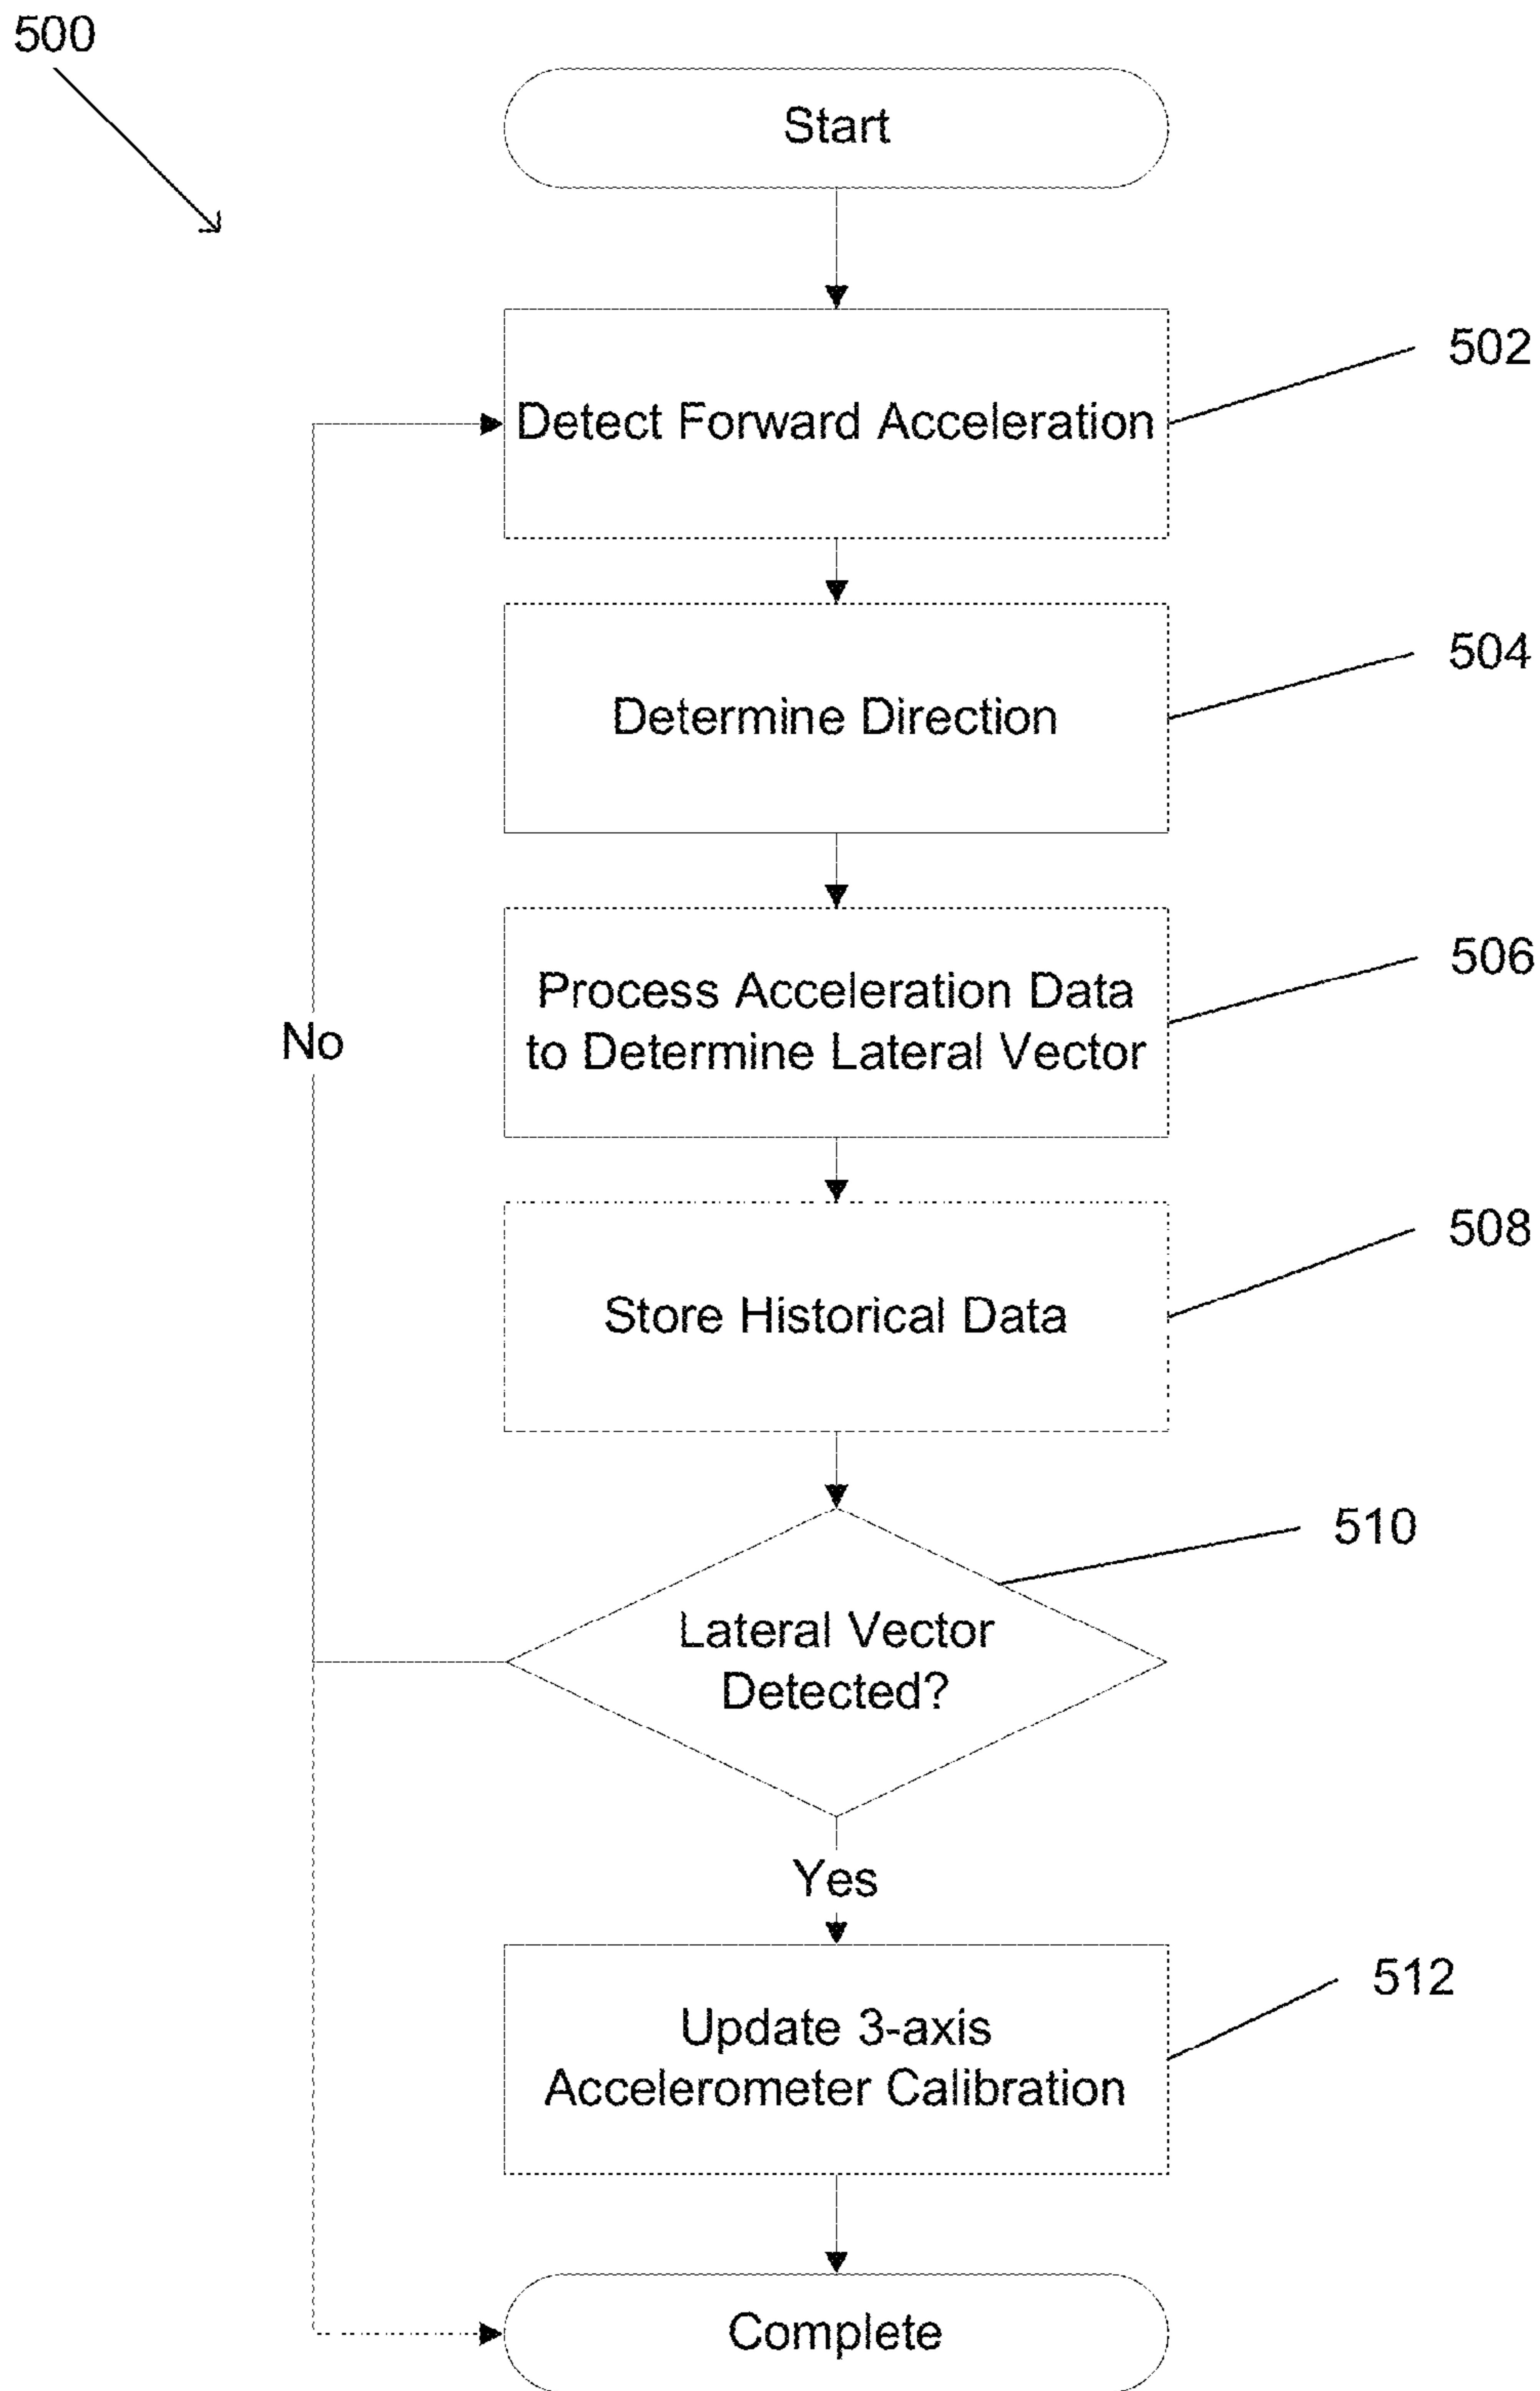 500
Start
Detect Forward Acceleration
502
Determine Direction
504
Process Acceleration Data
to Determine Lateral Vector
506
No
Store Historical Data
508
Lateral Vector
Detected?
510
Yes
Update 3-axis
Accelerometer Calibration
512
Complete